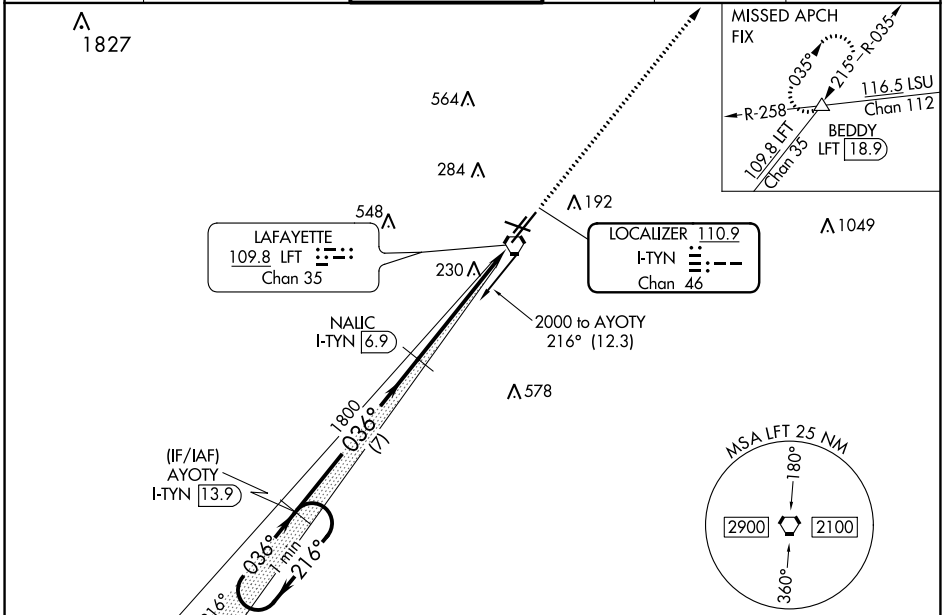 1827
564
284
548
230
192
1049
578
MISSED APCH
FIX
035°
215°
R-035
R-258
116.5 LSU
Chan 112
109.8 LFT
Chan 35
BEDDY
LFT 18.9
LAFAYETTE
109.8 LFT
Chan 35
LOCALIZER 110.9
I-TYN
Chan 46
NALIC
I-TYN 6.9
2000 to AYOTY
216° (12.3)
1800
036°
(7)
(IF/IAF)
AYOTY
I-TYN 13.9
036°
1 min
216°
216°
MSA LFT 25 NM
180°
2900
2100
360°